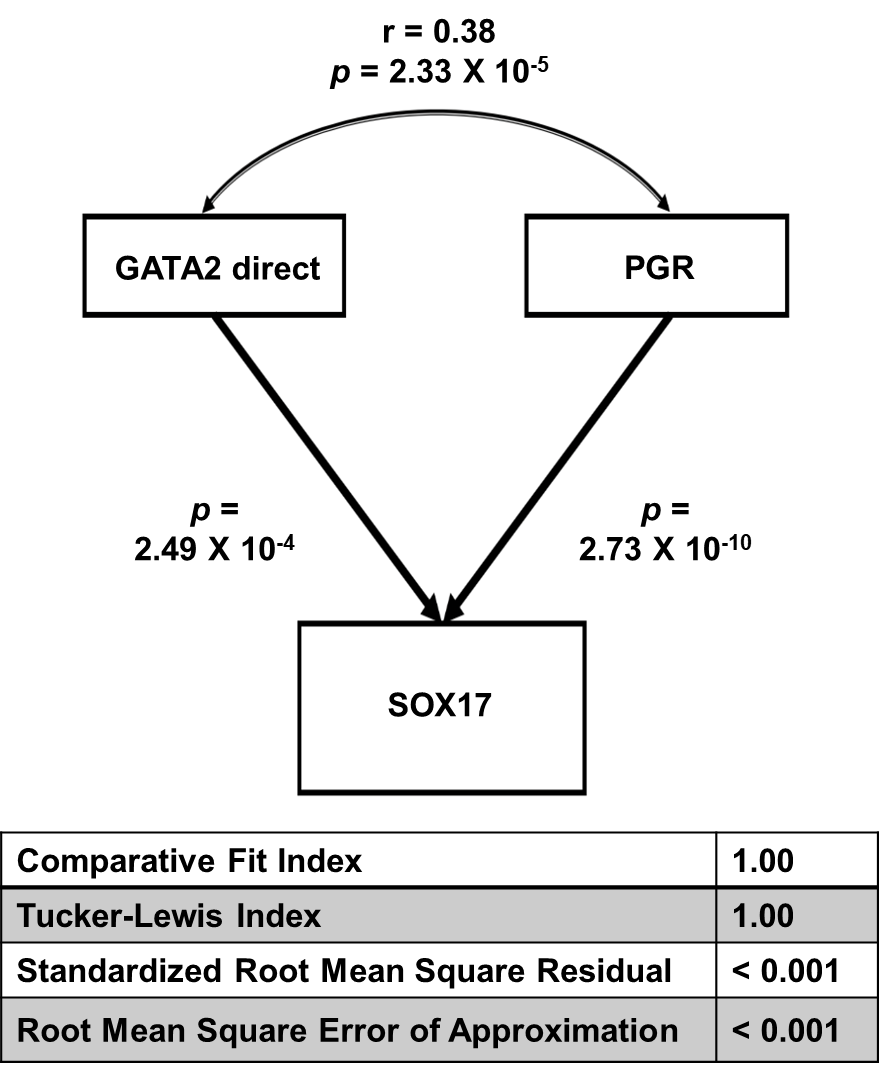 r = 0.38
p = 2.33 X 10⁻⁵
GATA2 direct
PGR
p =
2.49 X 10⁻⁴
p =
2.73 X 10⁻¹⁰
SOX17
Comparative Fit Index 1.00
Tucker-Lewis Index 1.00
Standardized Root Mean Square Residual < 0.001
Root Mean Square Error of Approximation < 0.001